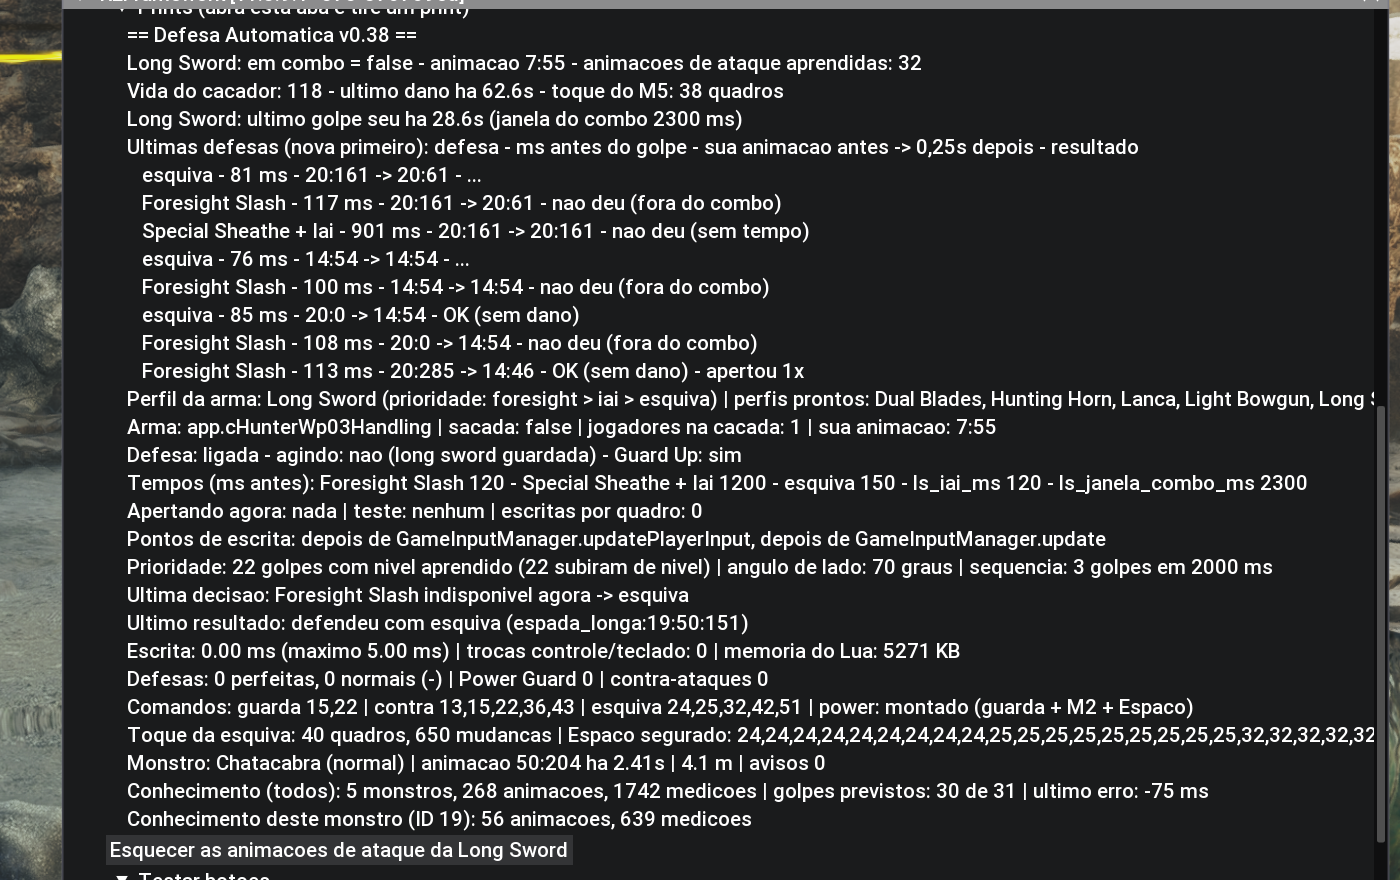 == Defesa Automatica v0.38 ==
Long Sword: em combo = false - animacao 7:55 - animacoes de ataque aprendidas: 32
Vida do cacador: 118 - ultimo dano ha 62.6s - toque do M5: 38 quadros
Long Sword: ultimo golpe seu ha 28.6s (janela do combo 2300 ms)
Ultimas defesas (nova primeiro): defesa - ms antes do golpe - sua animacao antes -> 0,25s depois - resultado
esquiva - 81 ms - 20:161 -> 20:61 - ...
Foresight Slash - 117 ms - 20:161 -> 20:61 - nao deu (fora do combo)
Special Sheathe + Iai - 901 ms - 20:161 -> 20:161 - nao deu (sem tempo)
esquiva - 76 ms - 14:54 -> 14:54 - ...
Foresight Slash - 100 ms - 14:54 -> 14:54 - nao deu (fora do combo)
esquiva - 85 ms - 20:0 -> 14:54 - OK (sem dano)
Foresight Slash - 108 ms - 20:0 -> 14:54 - nao deu (fora do combo)
Foresight Slash - 113 ms - 20:285 -> 14:46 - OK (sem dano) - apertou 1x
Perfil da arma: Long Sword (prioridade: foresight > iai > esquiva) | perfis prontos: Dual Blades, Hunting Horn, Lanca, Light Bowgun, Long
Arma: app.cHunterWp03Handling | sacada: false | jogadores na cacada: 1 | sua animacao: 7:55
Defesa: ligada - agindo: nao (long sword guardada) - Guard Up: sim
Tempos (ms antes): Foresight Slash 120 - Special Sheathe + Iai 1200 - esquiva 150 - ls_iai_ms 120 - ls_janela_combo_ms 2300
Apertando agora: nada | teste: nenhum | escritas por quadro: 0
Pontos de escrita: depois de GameInputManager.updatePlayerInput, depois de GameInputManager.update
Prioridade: 22 golpes com nivel aprendido (22 subiram de nivel) | angulo de lado: 70 graus | sequencia: 3 golpes em 2000 ms
Ultima decisao: Foresight Slash indisponivel agora -> esquiva
Ultimo resultado: defendeu com esquiva (espada_longa:19:50:151)
Escrita: 0.00 ms (maximo 5.00 ms) | trocas controle/teclado: 0 | memoria do Lua: 5271 KB
Defesas: 0 perfeitas, 0 normais (-) | Power Guard 0 | contra-ataques 0
Comandos: guarda 15,22 | contra 13,15,22,36,43 | esquiva 24,25,32,42,51 | power: montado (guarda + M2 + Espaco)
Toque da esquiva: 40 quadros, 650 mudancas | Espaco segurado: 24,24,24,24,24,24,24,24,24,25,25,25,25,25,25,25,25,25,32,32,32,32,32
Monstro: Chatacabra (normal) | animacao 50:204 ha 2.41s | 4.1 m | avisos 0
Conhecimento (todos): 5 monstros, 268 animacoes, 1742 medicoes | golpes previstos: 30 de 31 | ultimo erro: -75 ms
Conhecimento deste monstro (ID 19): 56 animacoes, 639 medicoes
Esquecer as animacoes de ataque da Long Sword